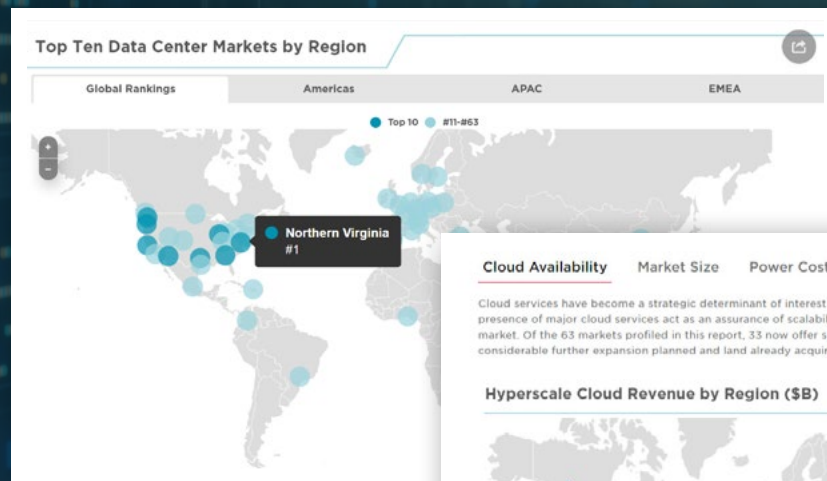 Top Ten Data Center Markets by Region
Global Rankings
Americas
APAC
EMEA
Top 10
#11-#63
+
−
Northern Virginia
#1
Cloud Availability
Market Size
Power Cost
Cloud services have become a strategic determinant of interest
presence of major cloud services act as an assurance of scalabil
market. Of the 63 markets profiled in this report, 33 now offer s
considerable further expansion planned and land already acquir
Hyperscale Cloud Revenue by Region ($B)